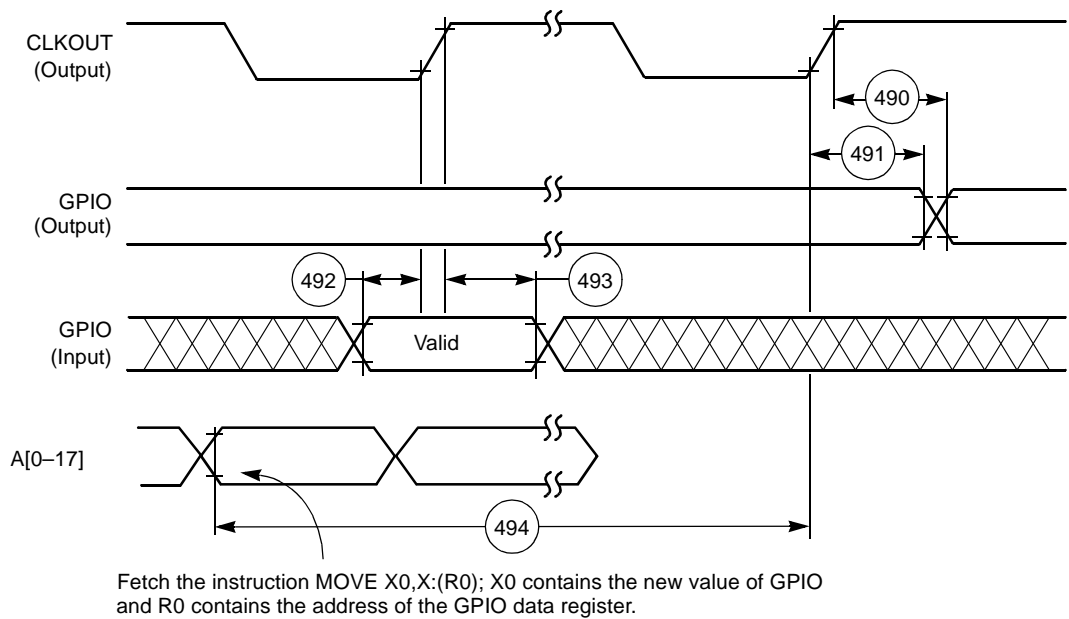 CLKOUT
(Output)
490
491
GPIO
(Output)
492
493
GPIO
(Input)
Valid
A[0–17]
494
Fetch the instruction MOVE X0,X:(R0); X0 contains the new value of GPIO
and R0 contains the address of the GPIO data register.